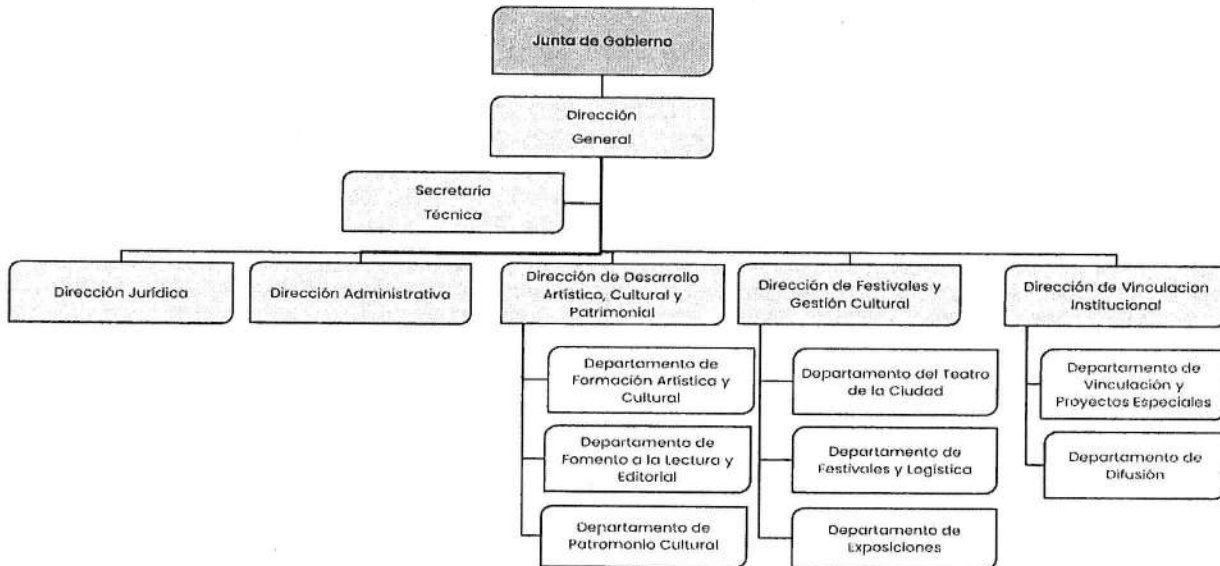 Junta de Gobierno
Dirección
General
Secretaria
Técnica
Dirección Jurídica
Dirección Administrativa
Dirección de Desarrollo
Artístico, Cultural y
Patrimonial
Dirección de Festivales y
Gestión Cultural
Dirección de Vinculacion
Institucional
Departamento de
Formación Artística y
Cultural
Departamento del Teatro
de la Ciudad
Departamento de
Vinculación y
Proyectos Especiales
Departamento de
Fomento a la Lectura y
Editorial
Departamento de
Festivales y Logística
Departamento de
Difusión
Departamento de
Patromonio Cultural
Departamento de
Exposiciones